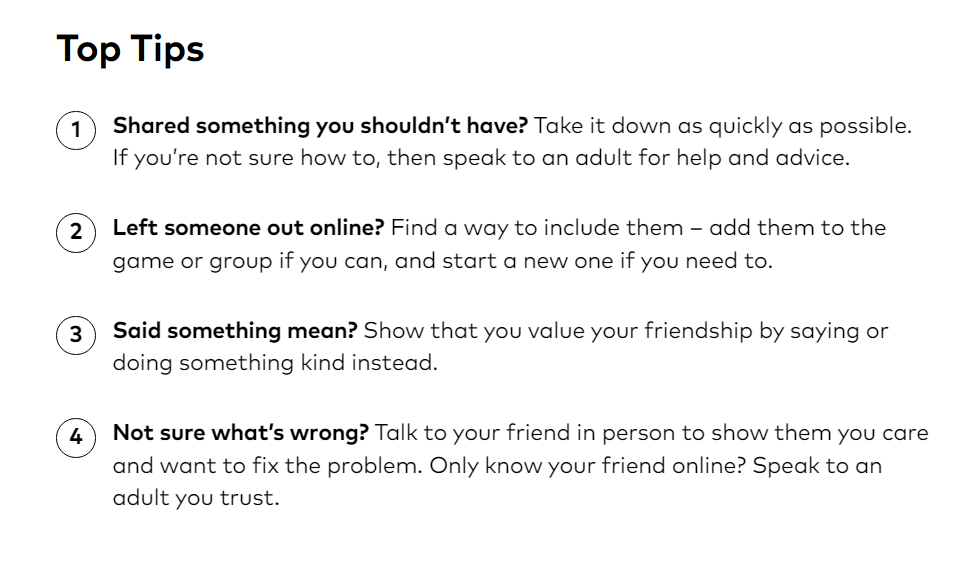 Top Tips
1
Shared something you shouldn’t have? Take it down as quickly as possible.
If you’re not sure how to, then speak to an adult for help and advice.
2
Left someone out online? Find a way to include them – add them to the
game or group if you can, and start a new one if you need to.
3
Said something mean? Show that you value your friendship by saying or
doing something kind instead.
4
Not sure what’s wrong? Talk to your friend in person to show them you care
and want to fix the problem. Only know your friend online? Speak to an
adult you trust.